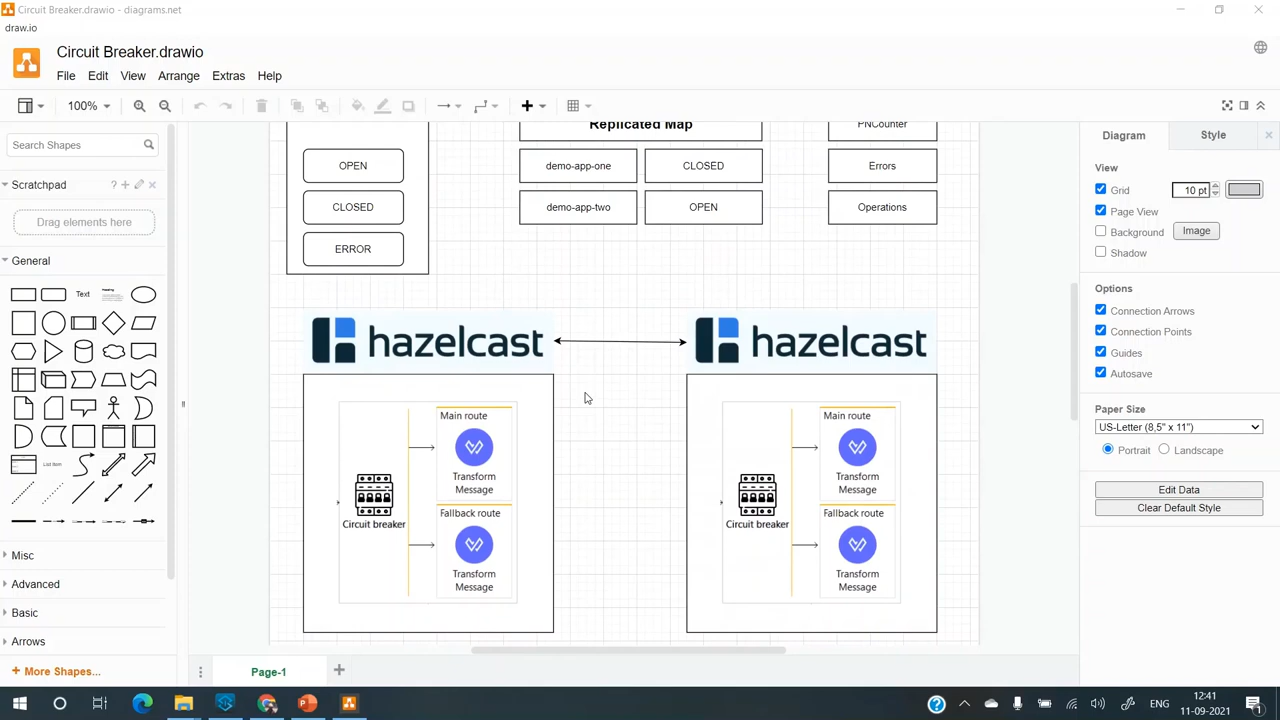 Circuit Breaker.drawio - diagrams.net
draw.io
Circuit Breaker.drawio
File Edit View Arrange Extras Help
100%
Search Shapes
Scratchpad ?
Drag elements here
General
Text
Heading
List Item
Misc
Advanced
Basic
Arrows
+ More Shapes...
Replicated Map
PNCounter
OPEN
demo-app-one
CLOSED
Errors
CLOSED
demo-app-two
OPEN
Operations
ERROR
hazelcast
hazelcast
Main route
Transform
Message
Circuit breaker
Fallback route
Transform
Message
Main route
Transform
Message
Circuit breaker
Fallback route
Transform
Message
Page-1
Diagram Style
View
Grid 10 pt
Page View
Background Image
Shadow
Options
Connection Arrows
Connection Points
Guides
Autosave
Paper Size
US-Letter (8,5" x 11")
Portrait Landscape
Edit Data
Clear Default Style
ENG
12:41
11-09-2021
1